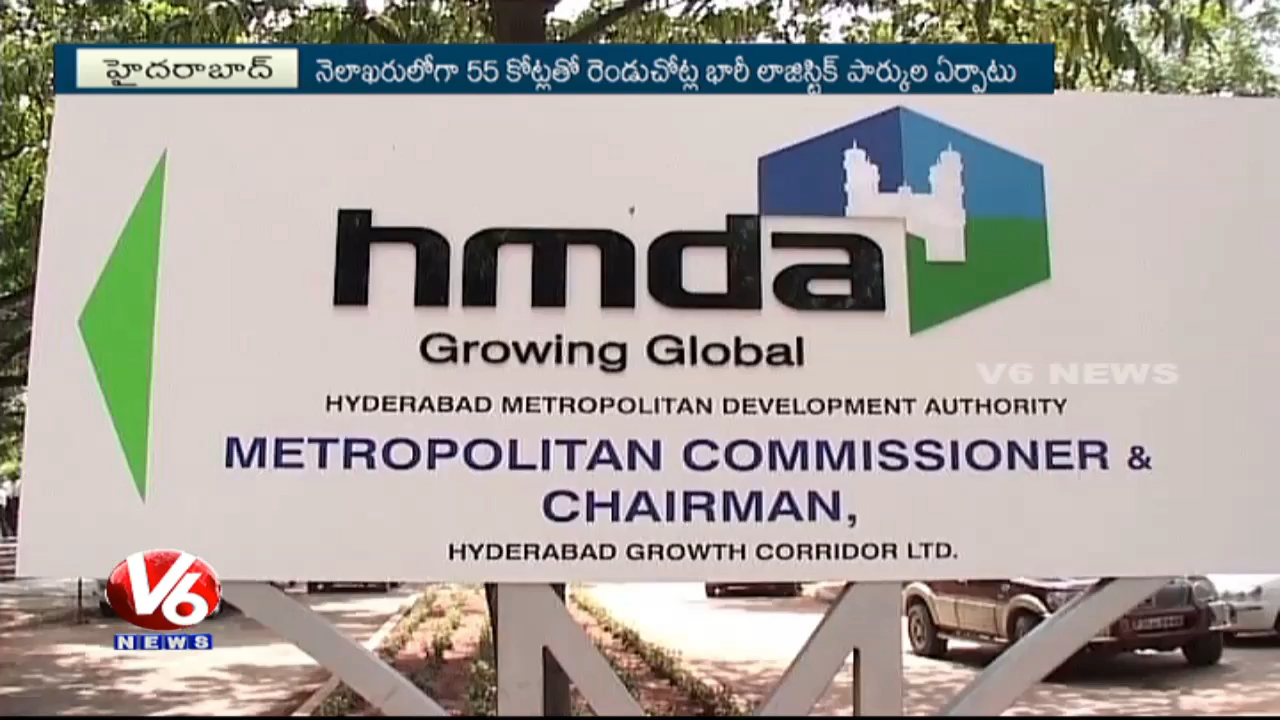 హైదరాబాద్ నెలాఖరులోగా 55 కోట్లతో రెండుచోట్ల భారీ లాజిస్టిక్ పార్కుల ఏర్పాటు
hmda
Growing Global
V6 NEWS
HYDERABAD METROPOLITAN DEVELOPMENT AUTHORITY
METROPOLITAN COMMISSIONER &
CHAIRMAN,
HYDERABAD GROWTH CORRIDOR LTD.
V6
NEWS